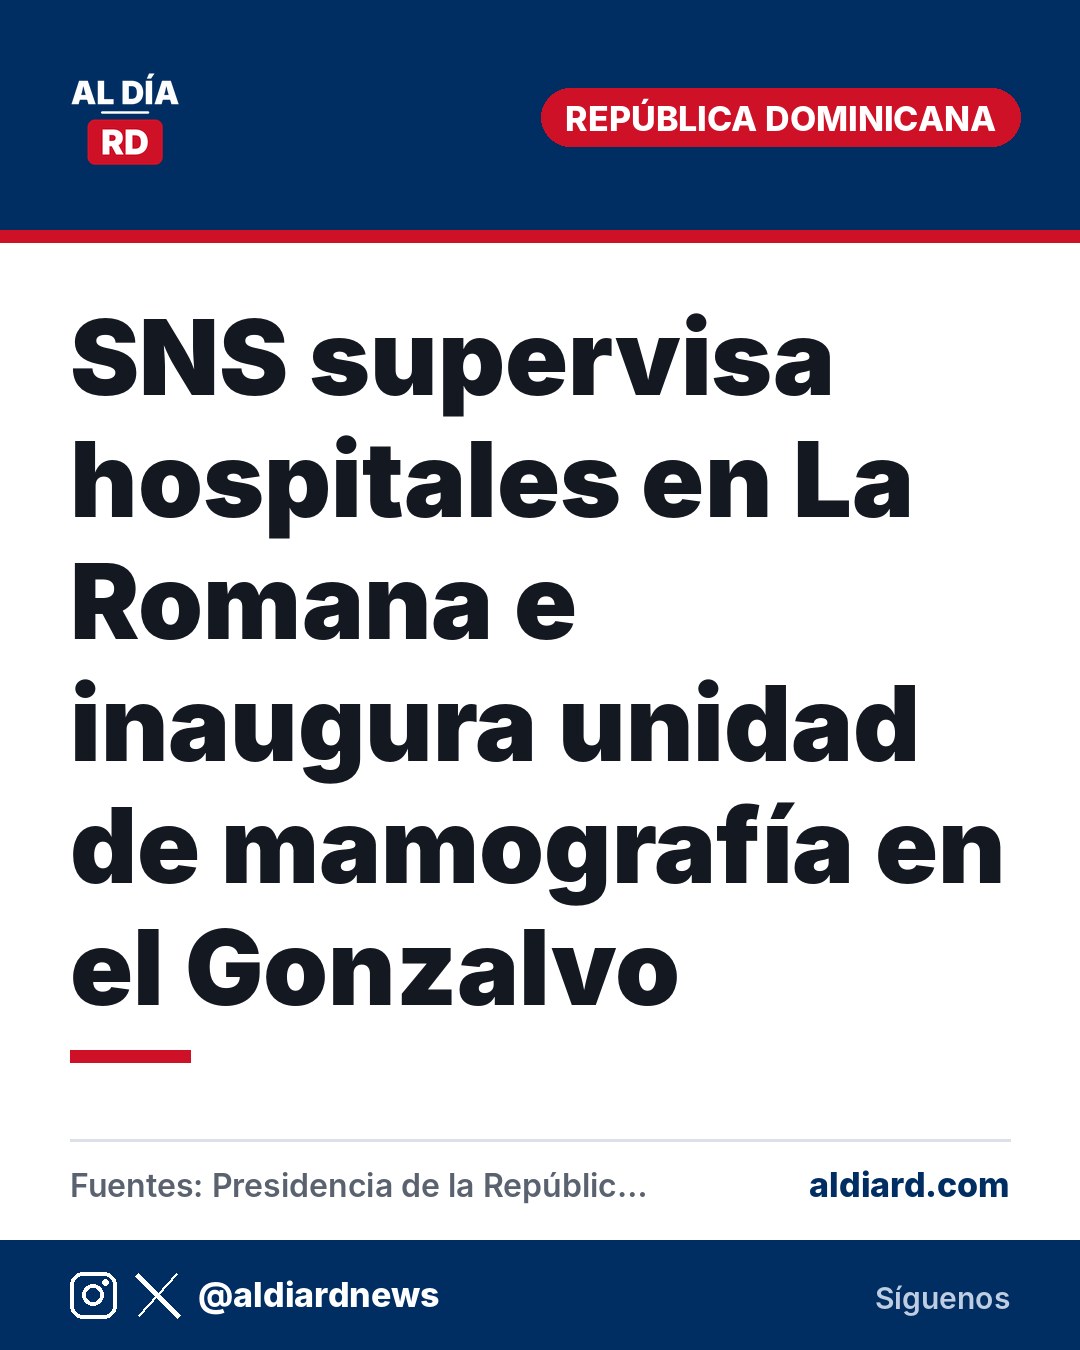 AL DÍA
RD
REPÚBLICA DOMINICANA
SNS supervisa
hospitales en La
Romana e
inaugura unidad
de mamografía en
el Gonzalvo
Fuentes: Presidencia de la Repúblic...
aldiard.com
@aldiardnews
Síguenos